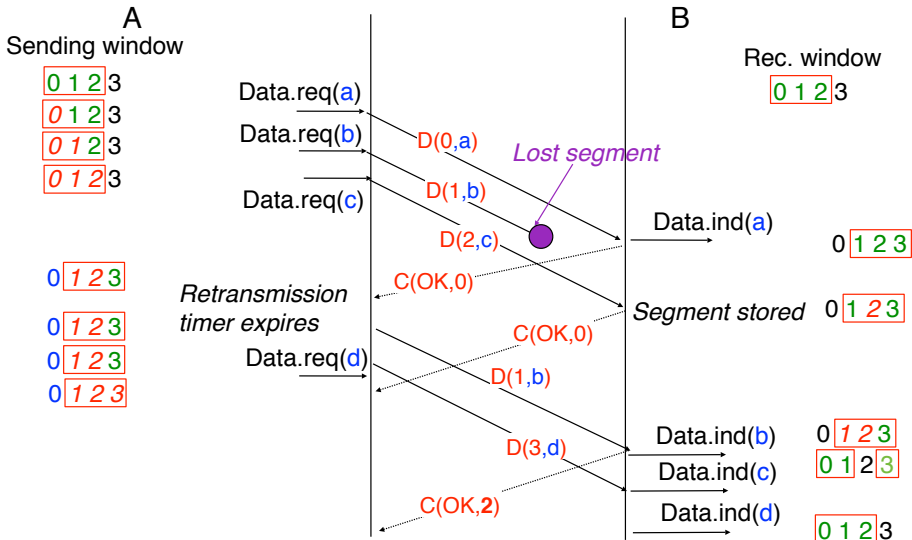 A
B
Sending window
Rec. window
0 1 2 3
0 1 2 3
0 1 2 3
0 1 2 3
0 1 2 3
Data.req(a)
Data.req(b)
Data.req(c)
D(0,a)
Lost segment
D(1,b)
D(2,c)
Data.ind(a)
0 1 2 3
C(OK,0)
0 1 2 3
Retransmission
timer expires
Segment stored
0 1 2 3
C(OK,0)
0 1 2 3
0 1 2 3
0 1 2 3
Data.req(d)
D(1,b)
D(3,d)
Data.ind(b)
0 1 2 3
0 1 2 3
Data.ind(c)
C(OK,2)
Data.ind(d)
0 1 2 3